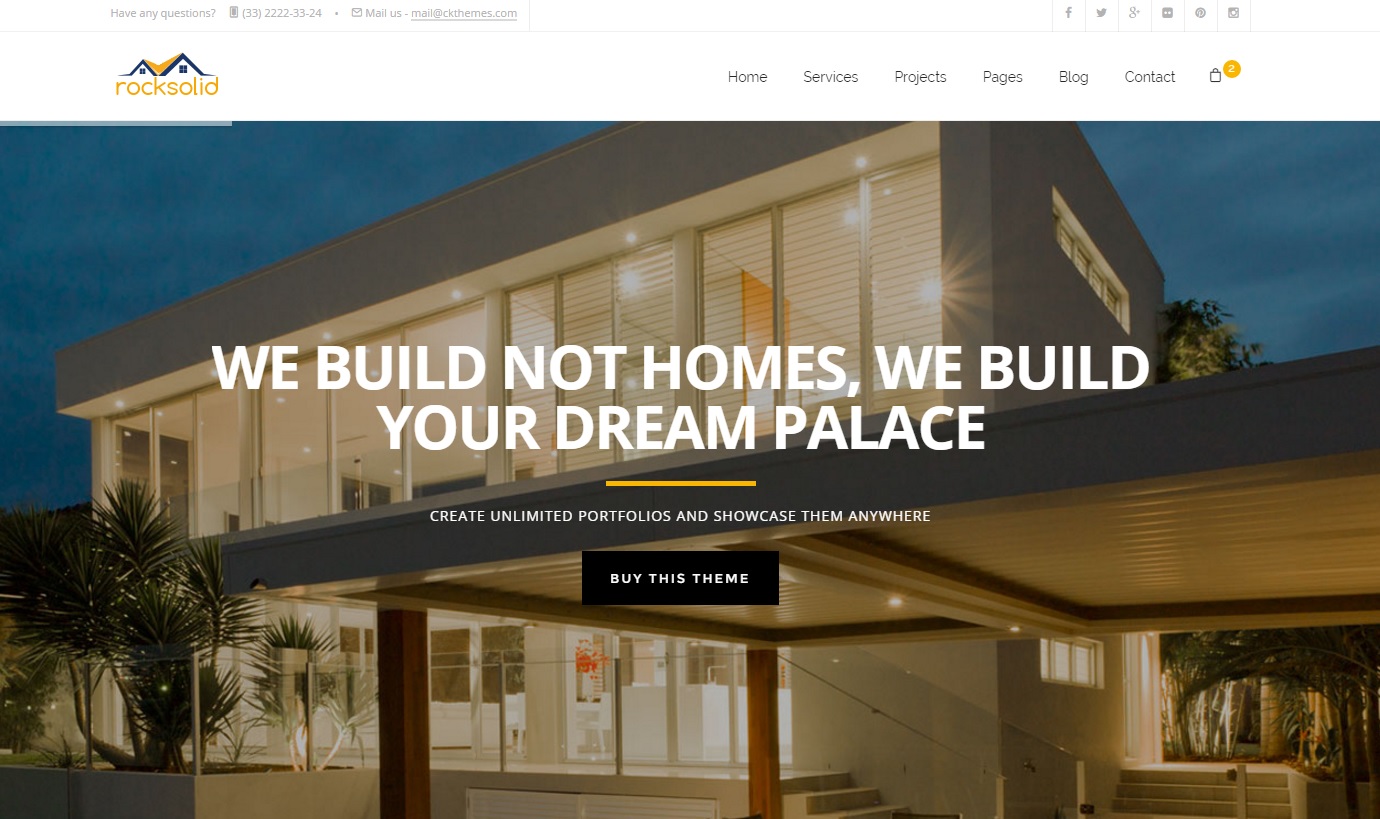 Have any questions? (33) 2222-33-24 • Mail us - mail@ckthemes.com
rocksolid
Home Services Projects Pages Blog Contact 2
WE BUILD NOT HOMES, WE BUILD
YOUR DREAM PALACE
CREATE UNLIMITED PORTFOLIOS AND SHOWCASE THEM ANYWHERE
BUY THIS THEME